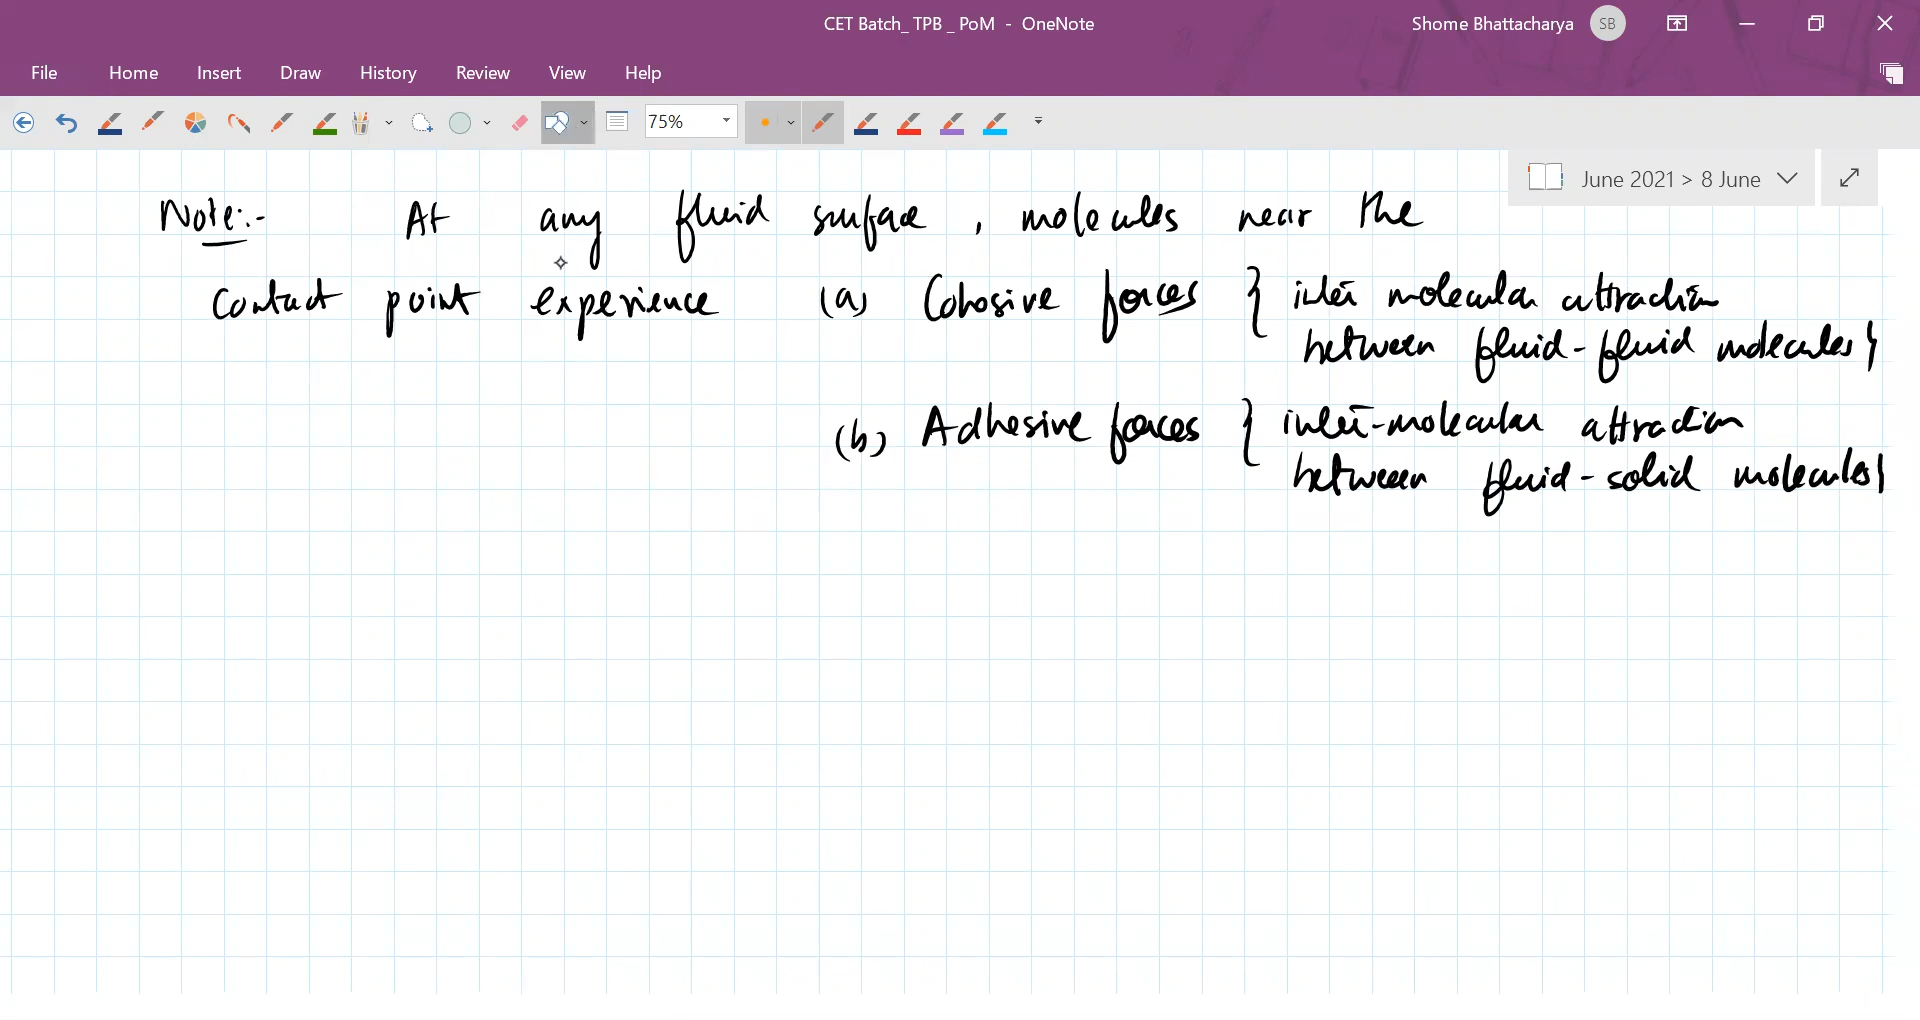 CET Batch_ TPB _ PoM - OneNote
Shome Bhattacharya SB
File Home Insert Draw History Review View Help
75%
June 2021 > 8 June
Note:- At any fluid surface, molecules near the
contact point experience (a) Cohesive forces { inter molecular attraction
between fluid-fluid molecules}
(b) Adhesive forces { inter-molecular attraction
between fluid-solid molecules}